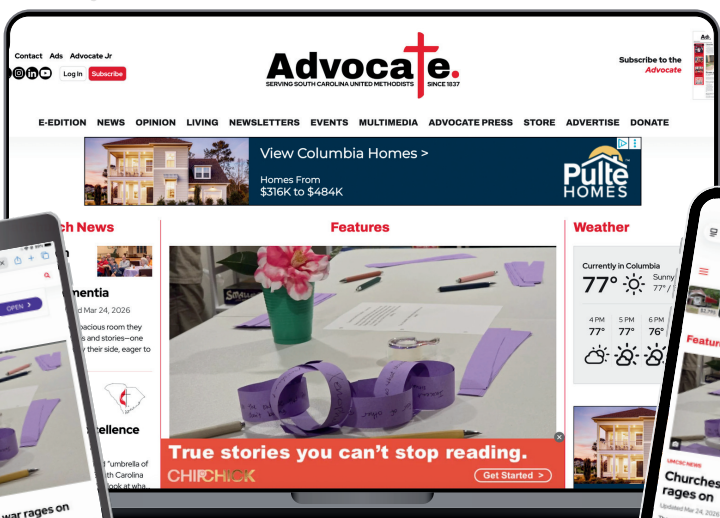 Contact Ads Advocate Jr
Log In Subscribe
Advocate.
SERVING SOUTH CAROLINA UNITED METHODISTS SINCE 1837
Subscribe to the
Advocate
E-EDITION NEWS OPINION LIVING NEWSLETTERS EVENTS MULTIMEDIA ADVOCATE PRESS STORE ADVERTISE DONATE
View Columbia Homes >
Homes From
$316K to $484K
Pulte
HOMES
ch News
mentia
d Mar 24, 2026
pacious room they
s and stories—one
y their side, eager to
cellence
"umbrella of
th Carolina
look at wha...
Features
True stories you can't stop reading.
CHIPCHICK
Get Started >
Weather
Currently in Columbia
77° Sunny
77° /
4 PM 5 PM 6 PM
77° 77° 76°
OPEN >
war rages on
Featur
UMCSC NEWS
Churches
rages on
Updated Mar 24, 2026